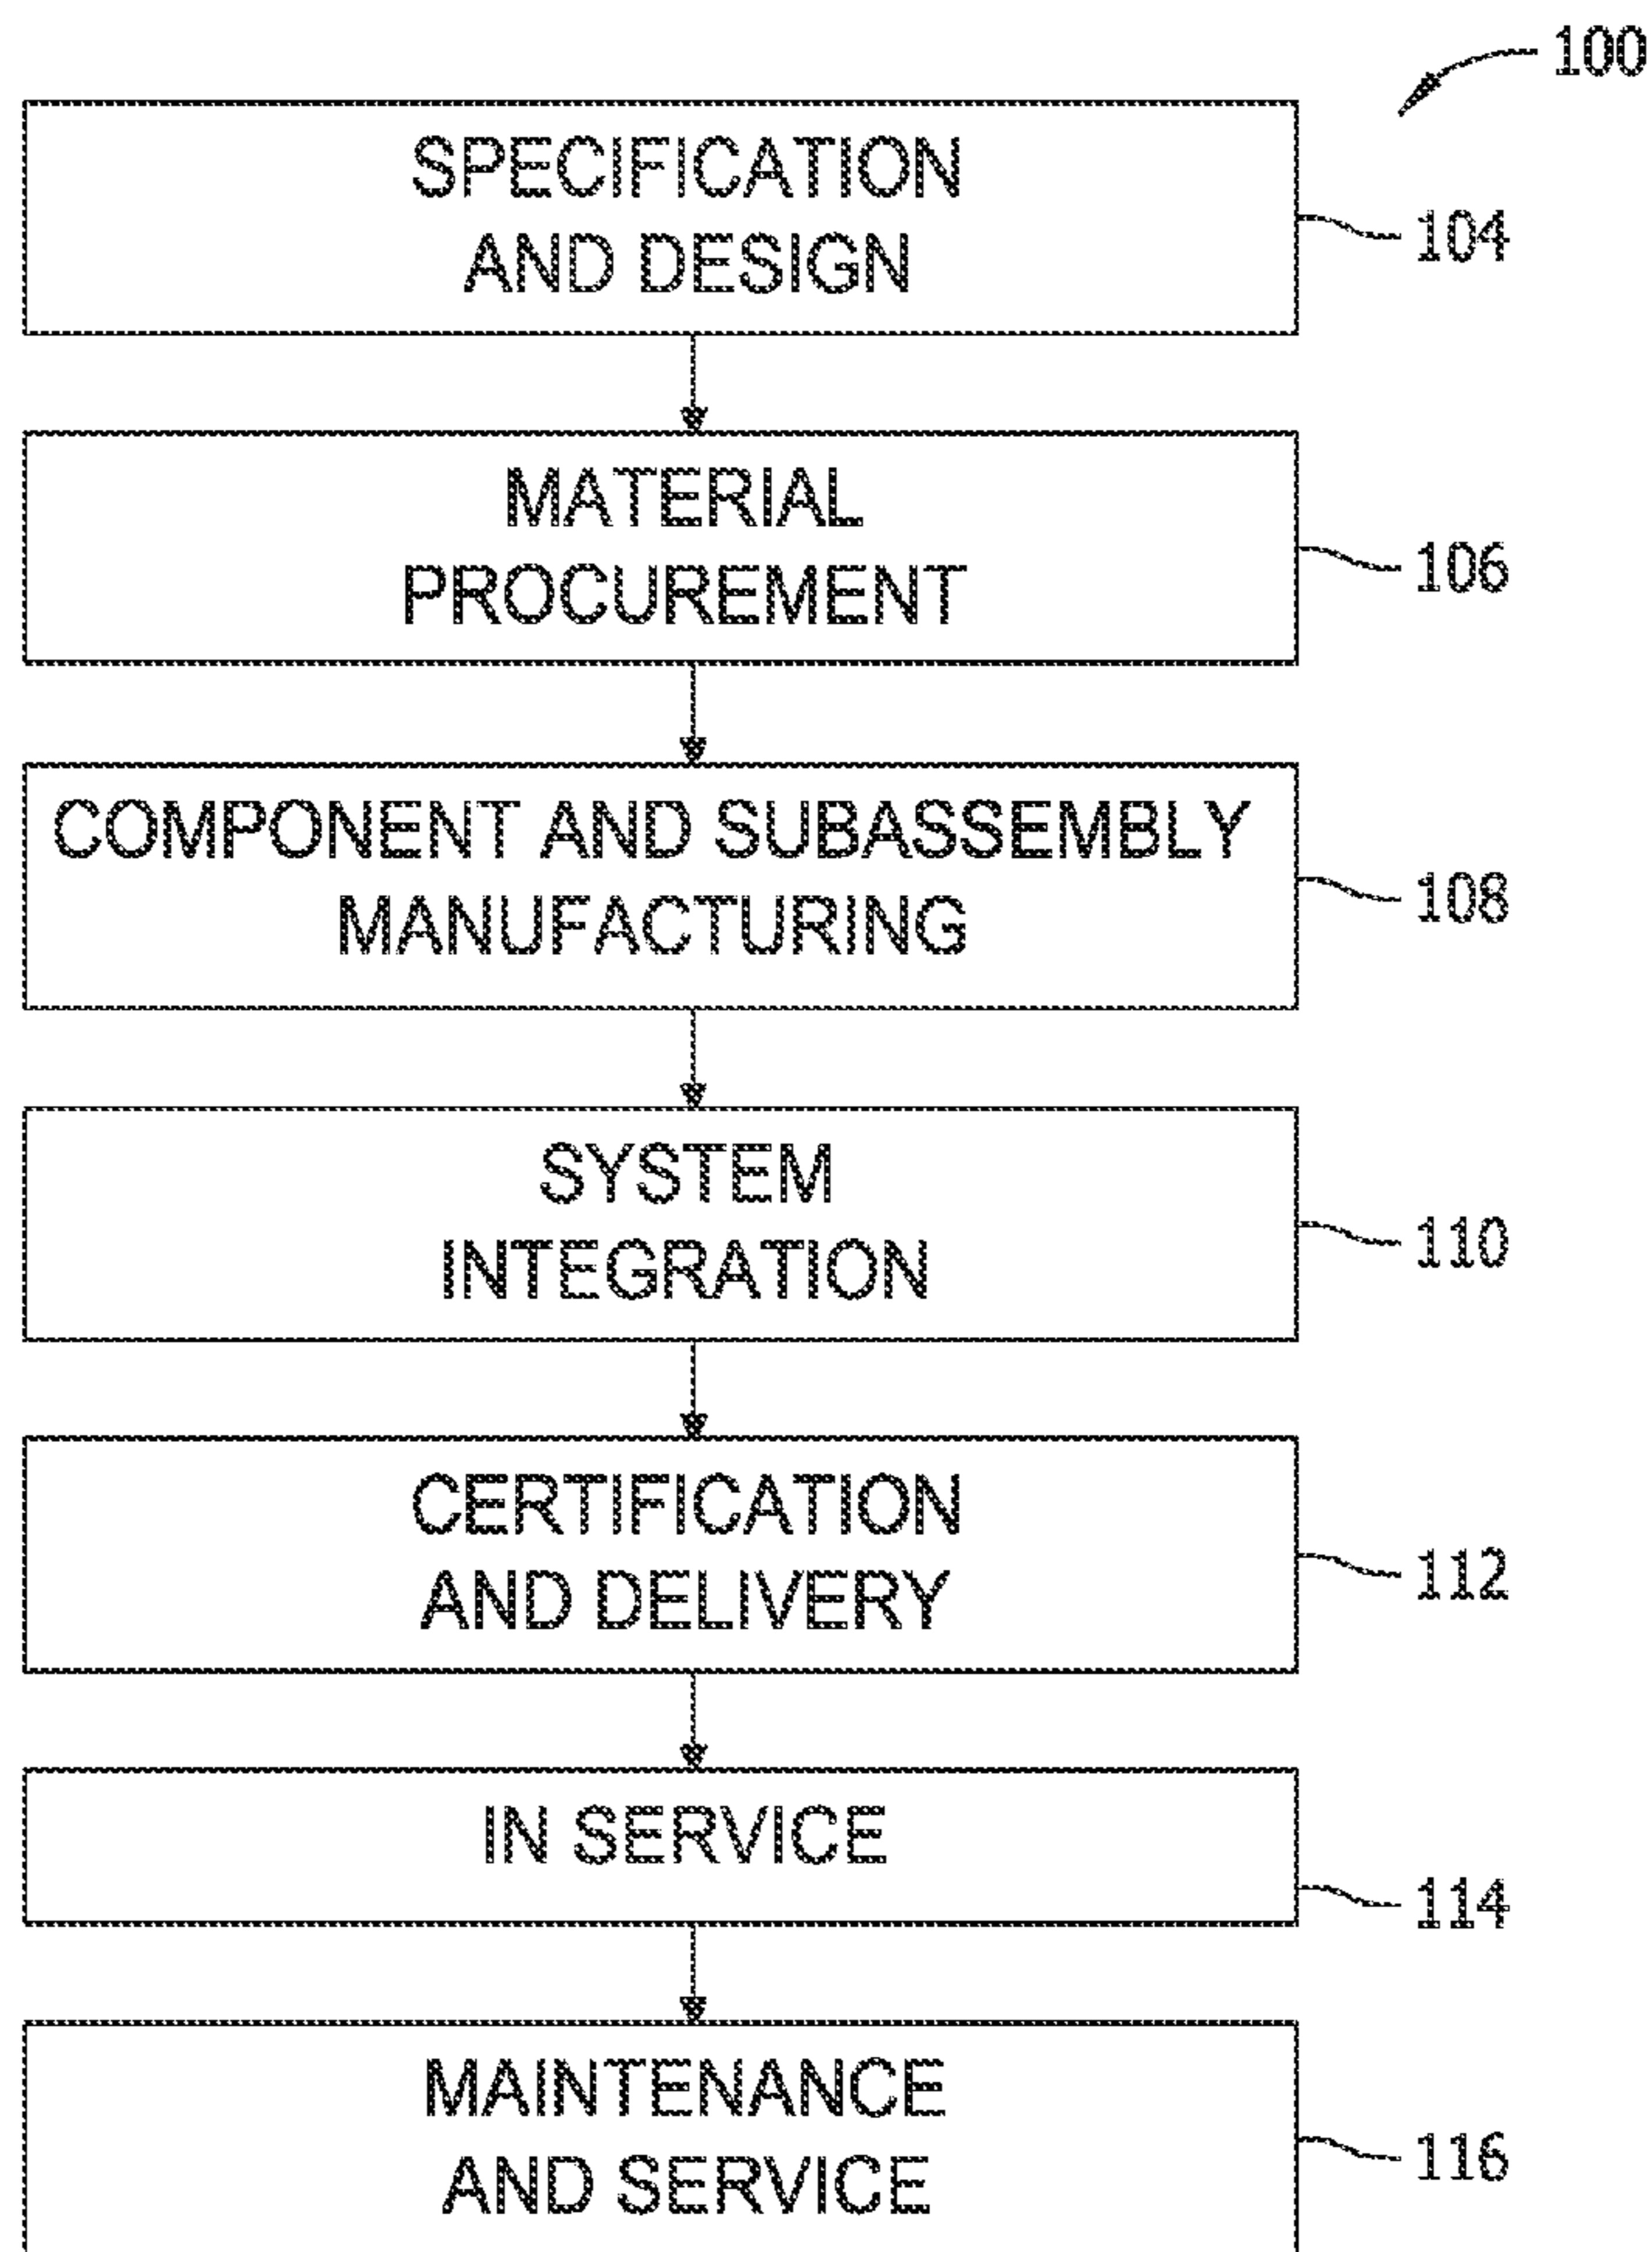 100
SPECIFICATION
AND DESIGN
104
MATERIAL
PROCUREMENT
106
COMPONENT AND SUBASSEMBLY
MANUFACTURING
108
SYSTEM
INTEGRATION
110
CERTIFICATION
AND DELIVERY
112
IN SERVICE
114
MAINTENANCE
AND SERVICE
116